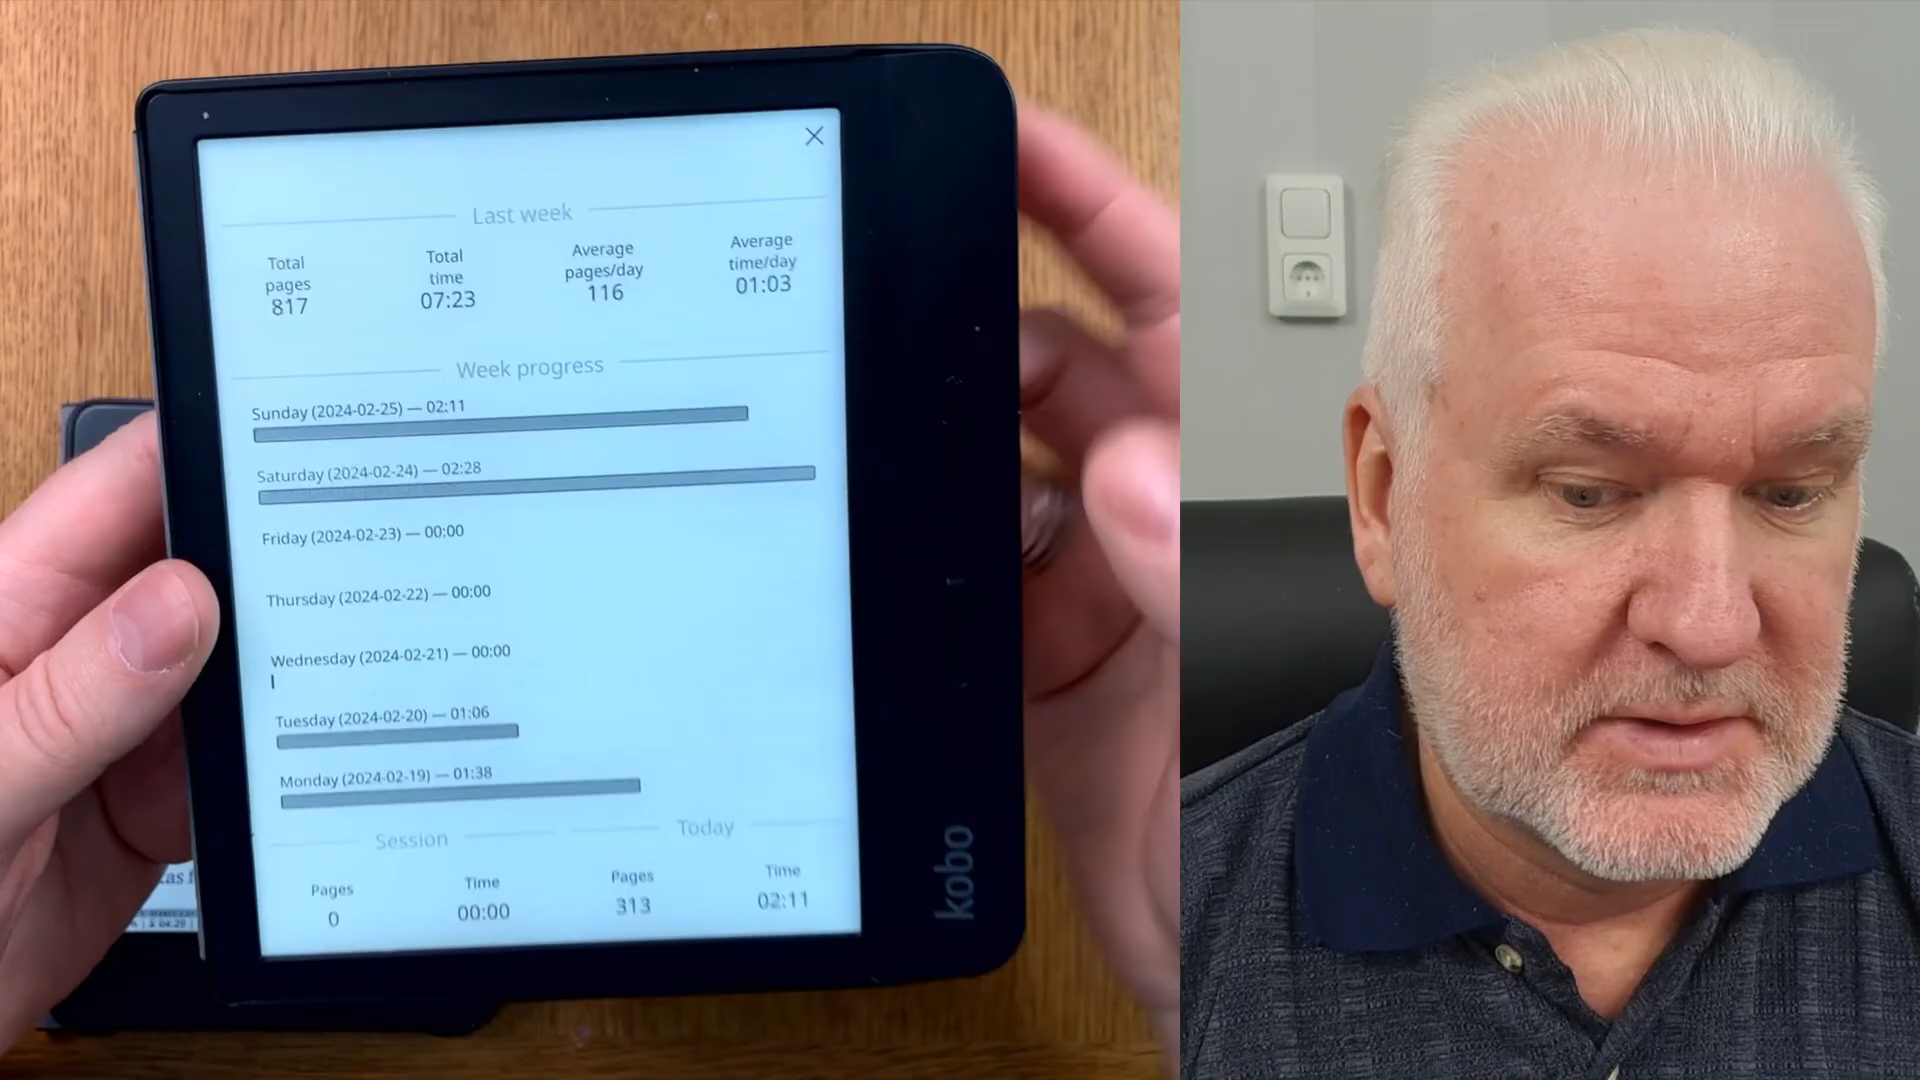 Last week
Total pages 817
Total time 07:23
Average pages/day 116
Average time/day 01:03
Week progress
Sunday (2024-02-25) — 02:11
Saturday (2024-02-24) — 02:28
Friday (2024-02-23) — 00:00
Thursday (2024-02-22) — 00:00
Wednesday (2024-02-21) — 00:00
Tuesday (2024-02-20) — 01:06
Monday (2024-02-19) — 01:38
Session
Today
Pages 0
Time 00:00
Pages 313
Time 02:11
kobo